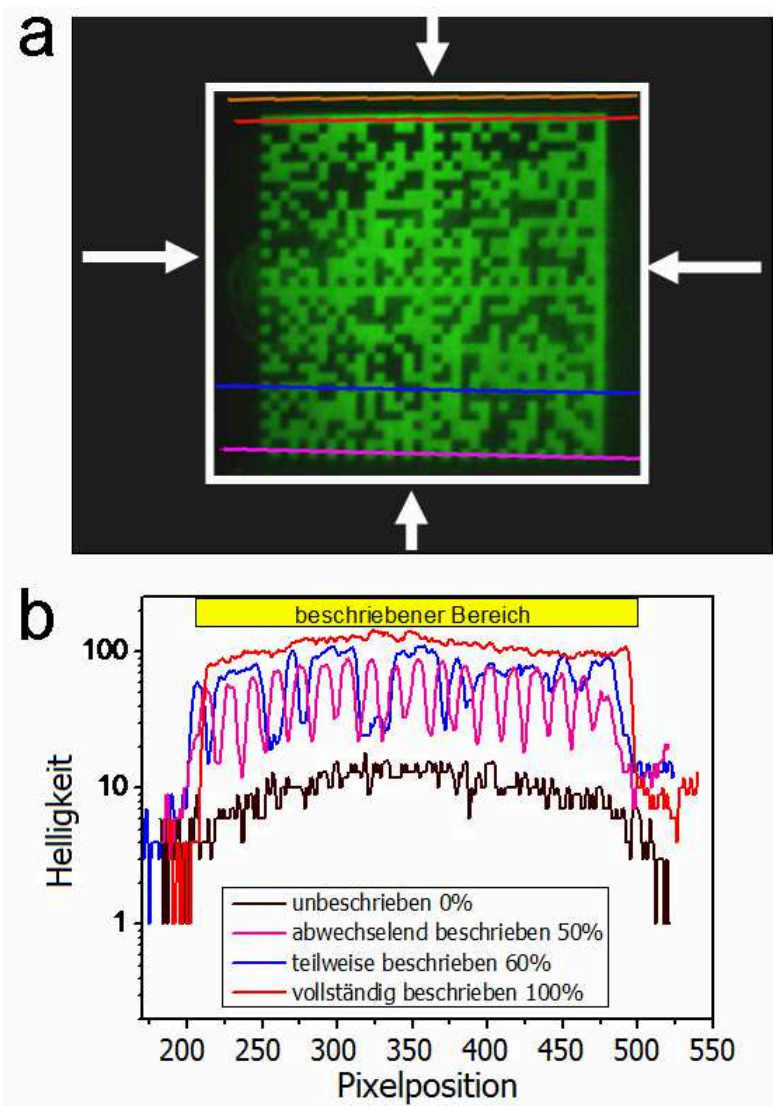 a
b
beschriebener Bereich
100
10
1
Helligkeit
unbeschrieben 0%
abwechselend beschrieben 50%
teilweise beschrieben 60%
vollständig beschrieben 100%
200 250 300 350 400 450 500 550
Pixelposition